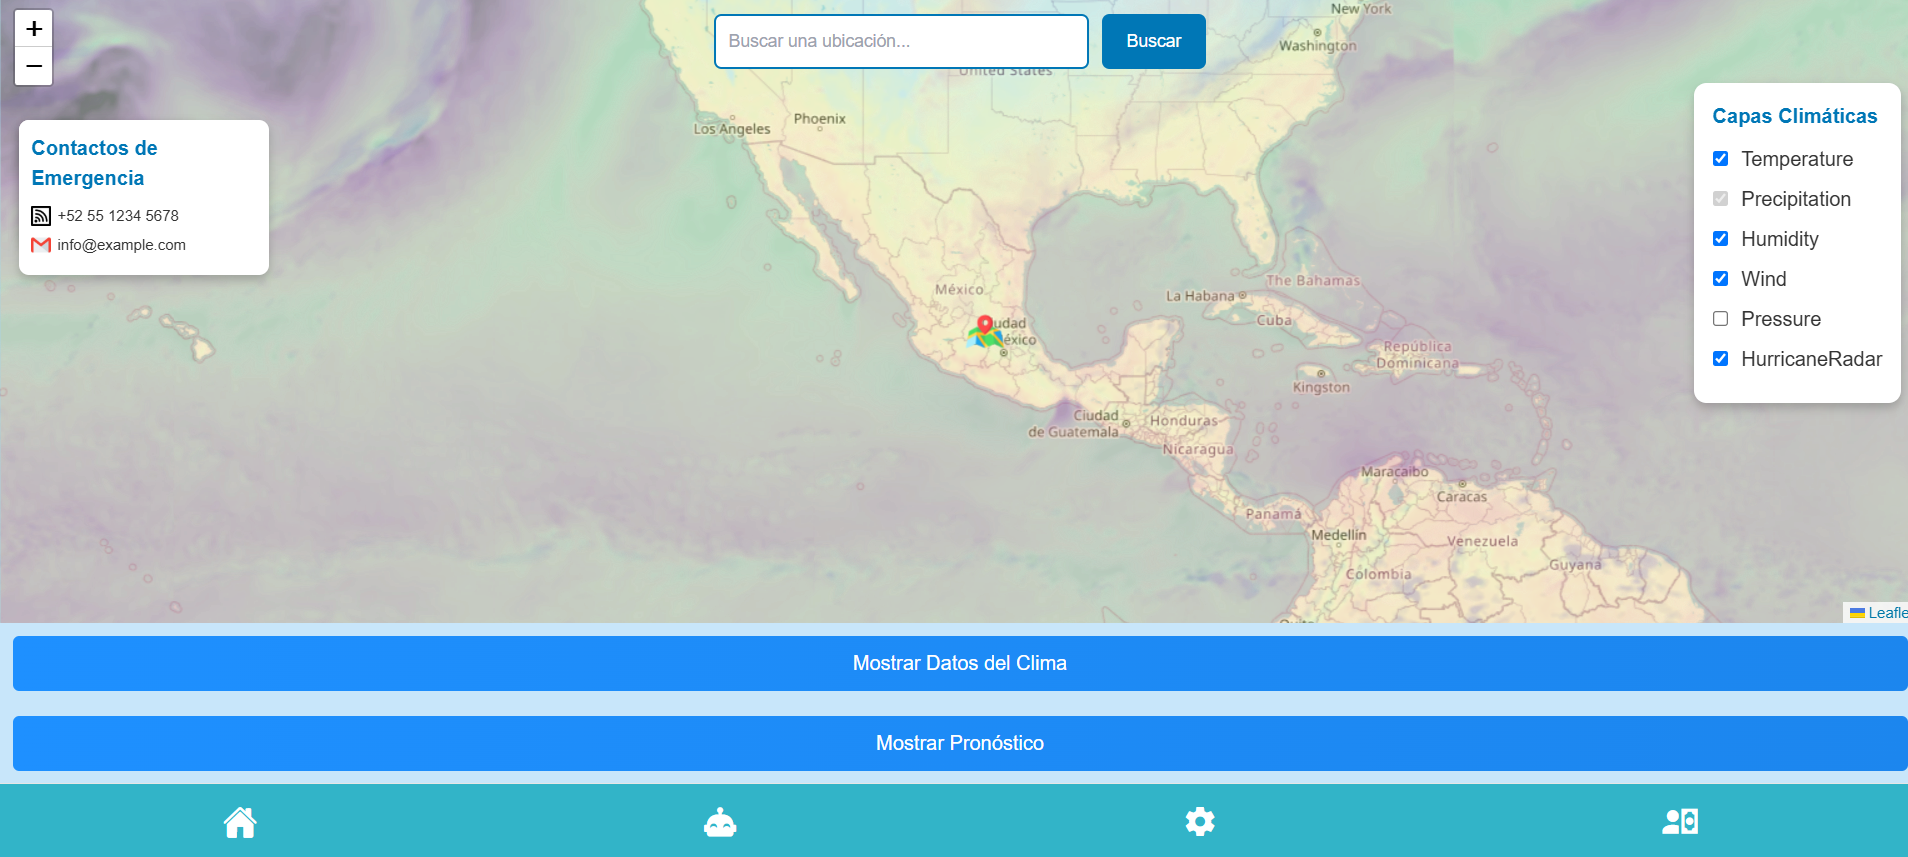 +
−
Buscar una ubicación...
Buscar
Contactos de
Emergencia
+52 55 1234 5678
info@example.com
Capas Climáticas
Temperature
Precipitation
Humidity
Wind
Pressure
HurricaneRadar
New York
Washington
United States
Phoenix
Los Angeles
México
The Bahamas
La Habana
Cuba
República
Dominicana
Kingston
Ciudad
de Guatemala
Honduras
Nicaragua
Maracaibo
Caracas
Panamá
Medellín
Venezuela
Guyana
Colombia
Quito
Leafle
Mostrar Datos del Clima
Mostrar Pronóstico